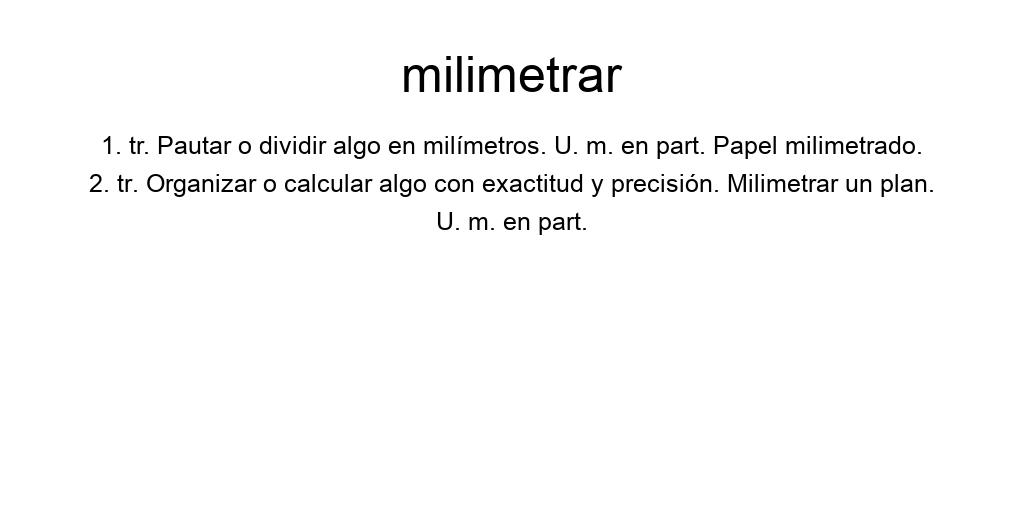 milimetrar
1. tr. Pautar o dividir algo en milímetros. U. m. en part. Papel milimetrado.
2. tr. Organizar o calcular algo con exactitud y precisión. Milimetrar un plan.
U. m. en part.